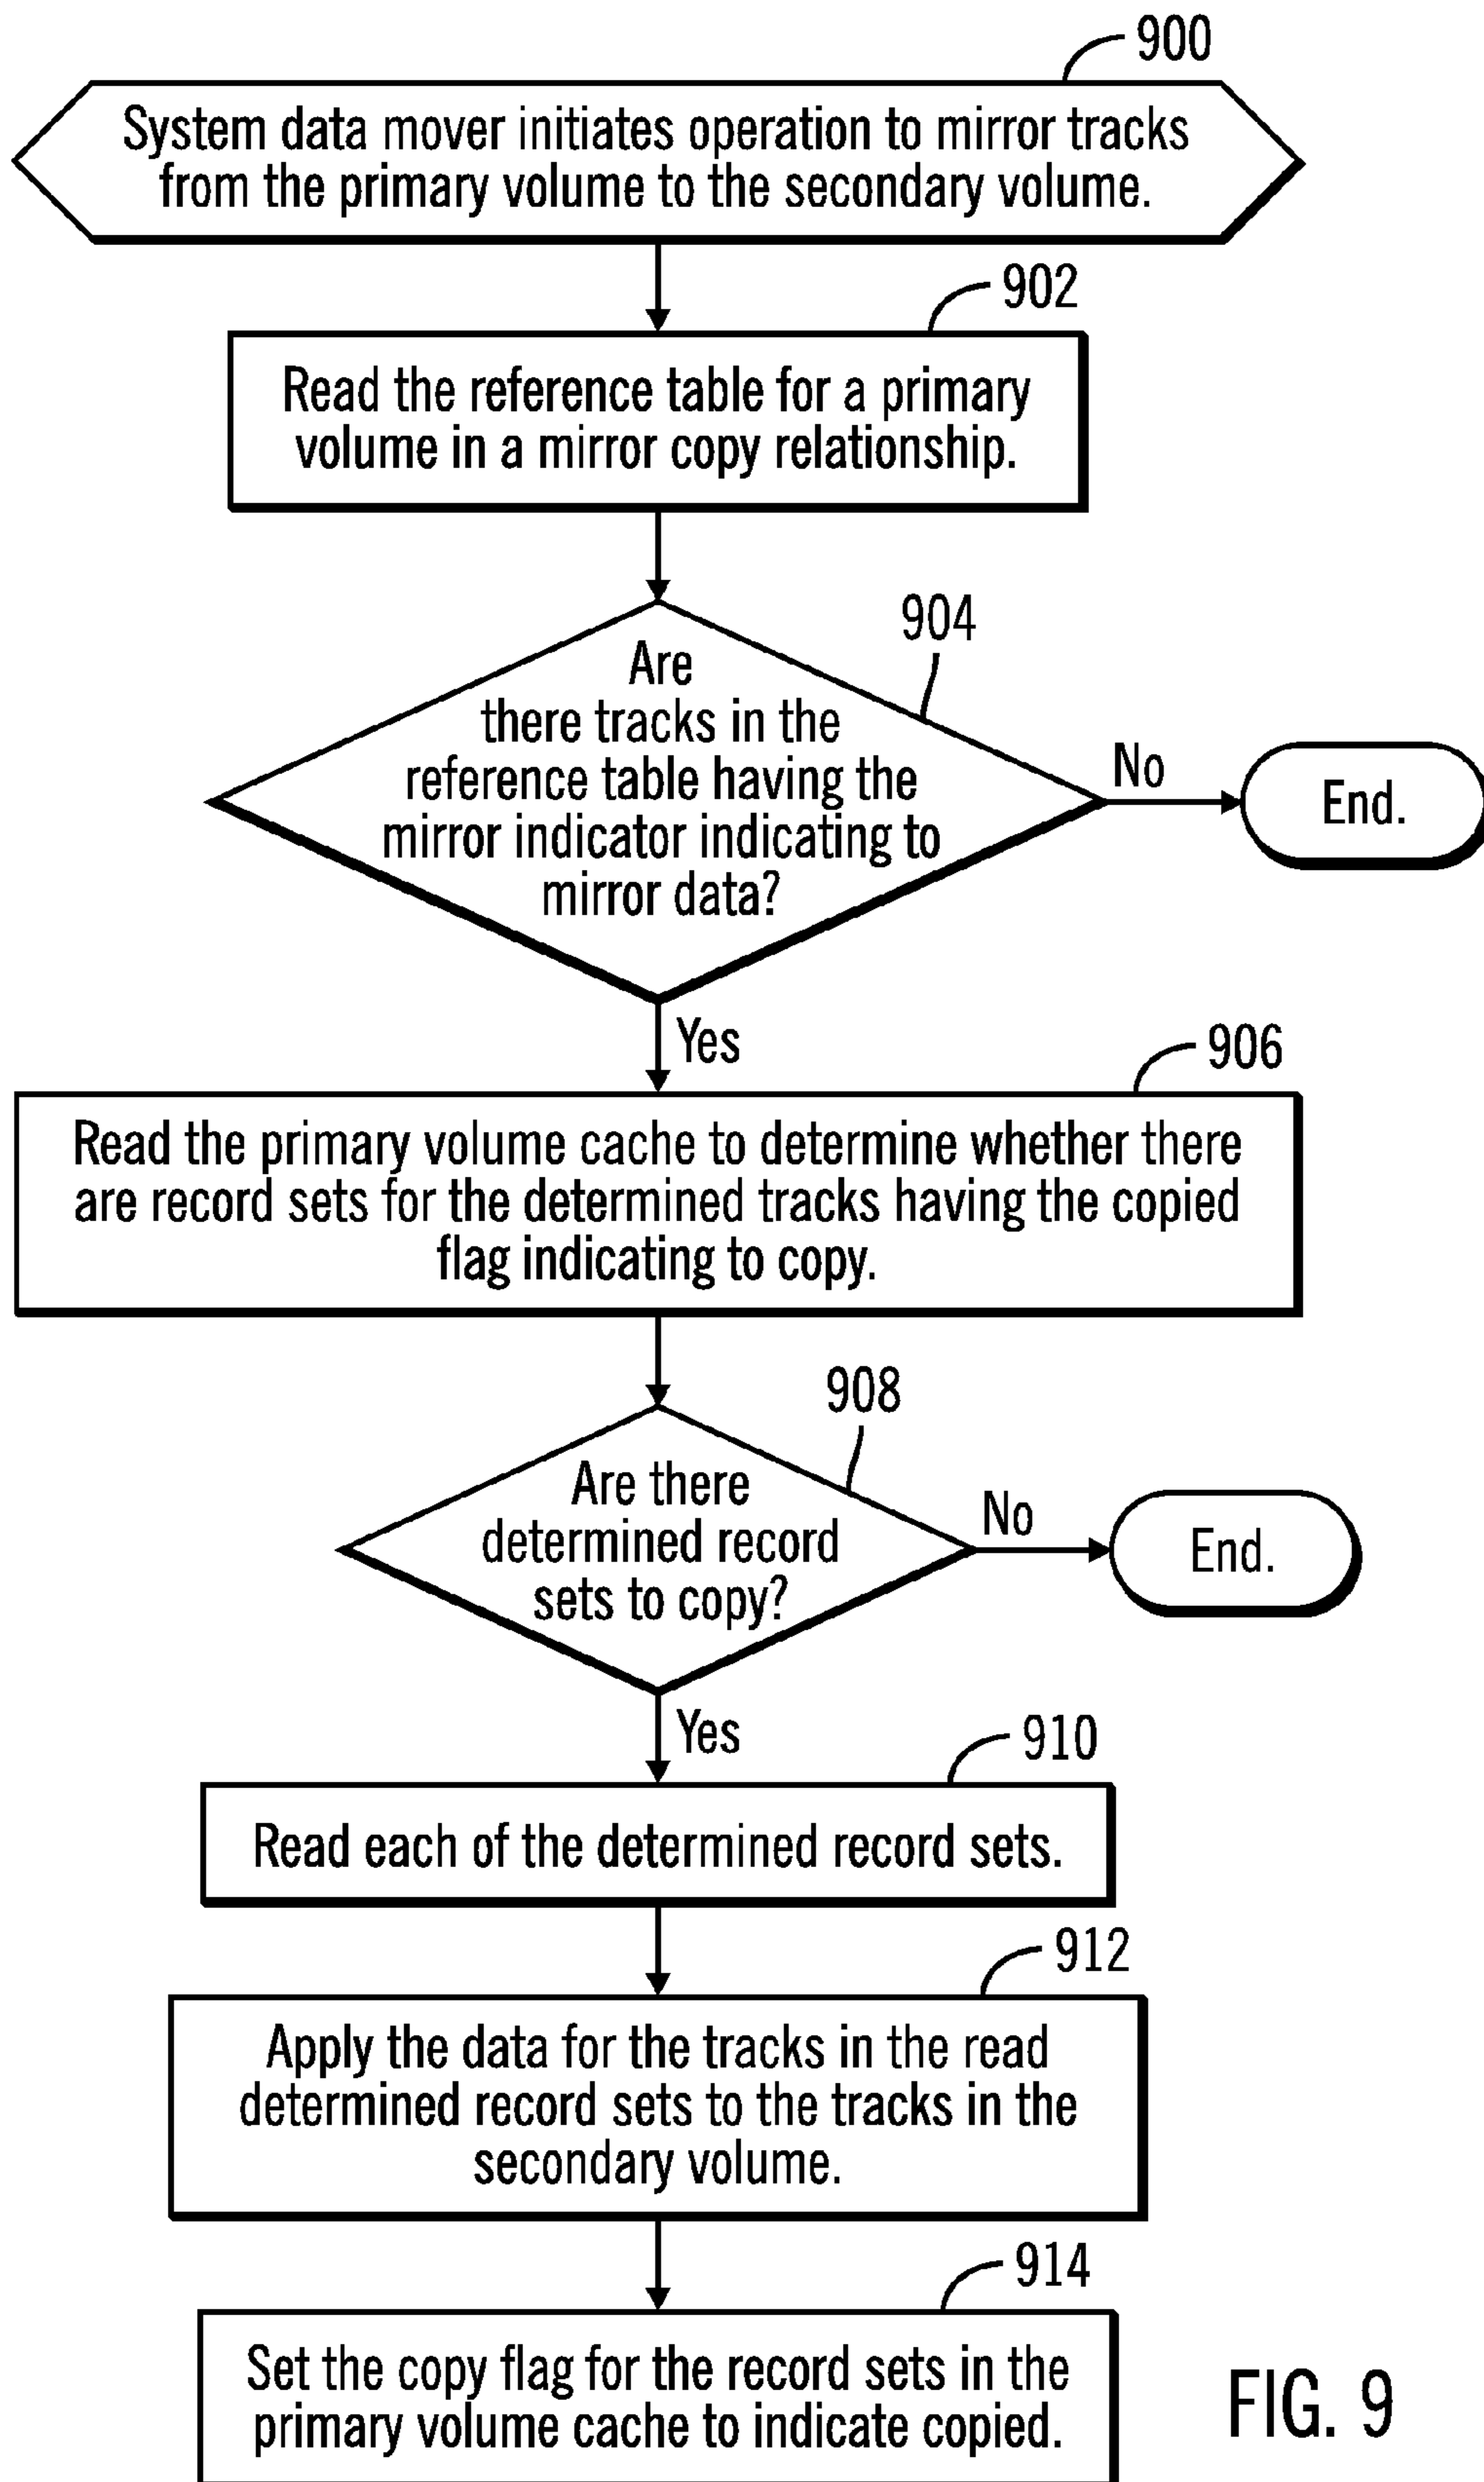 900
System data mover initiates operation to mirror tracks
from the primary volume to the secondary volume.
902
Read the reference table for a primary
volume in a mirror copy relationship.
904
Are
there tracks in the
reference table having the
mirror indicator indicating to
mirror data?
No
End.
Yes
906
Read the primary volume cache to determine whether there
are record sets for the determined tracks having the copied
flag indicating to copy.
908
Are there
determined record
sets to copy?
No
End.
Yes
910
Read each of the determined record sets.
912
Apply the data for the tracks in the read
determined record sets to the tracks in the
secondary volume.
914
Set the copy flag for the record sets in the
primary volume cache to indicate copied.
FIG. 9